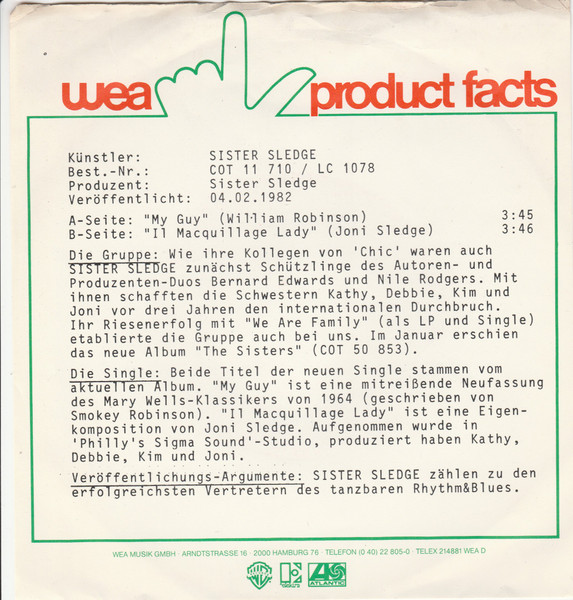 wea product facts
Künstler: SISTER SLEDGE
Best.-Nr.: COT 11 710 / LC 1078
Produzent: Sister Sledge
Veröffentlicht: 04.02.1982
A-Seite: "My Guy" (William Robinson) 3:45
B-Seite: "Il Macquillage Lady" (Joni Sledge) 3:46
Die Gruppe: Wie ihre Kollegen von 'Chic' waren auch
SISTER SLEDGE zunächst Schützlinge des Autoren- und
Produzenten-Duos Bernard Edwards und Nile Rodgers. Mit
ihnen schafften die Schwestern Kathy, Debbie, Kim und
Joni vor drei Jahren den internationalen Durchbruch.
Ihr Riesenerfolg mit "We Are Family" (als LP und Single)
etablierte die Gruppe auch bei uns. Im Januar erschien
das neue Album "The Sisters" (COT 50 853).
Die Single: Beide Titel der neuen Single stammen vom
aktuellen Album. "My Guy" ist eine mitreißende Neufassung
des Mary Wells-Klassikers von 1964 (geschrieben von
Smokey Robinson). "Il Macquillage Lady" ist eine Eigen-
komposition von Joni Sledge. Aufgenommen wurde in
'Philly's Sigma Sound'-Studio, produziert haben Kathy,
Debbie, Kim und Joni.
Veröffentlichungs-Argumente: SISTER SLEDGE zählen zu den
erfolgreichsten Vertretern des tanzbaren Rhythm&Blues.
WEA MUSIK GMBH · ARNDTSTRASSE 16 · 2000 HAMBURG 76 · TELEFON (0 40) 22 805-0 · TELEX 214881 WEA D
ATLANTIC